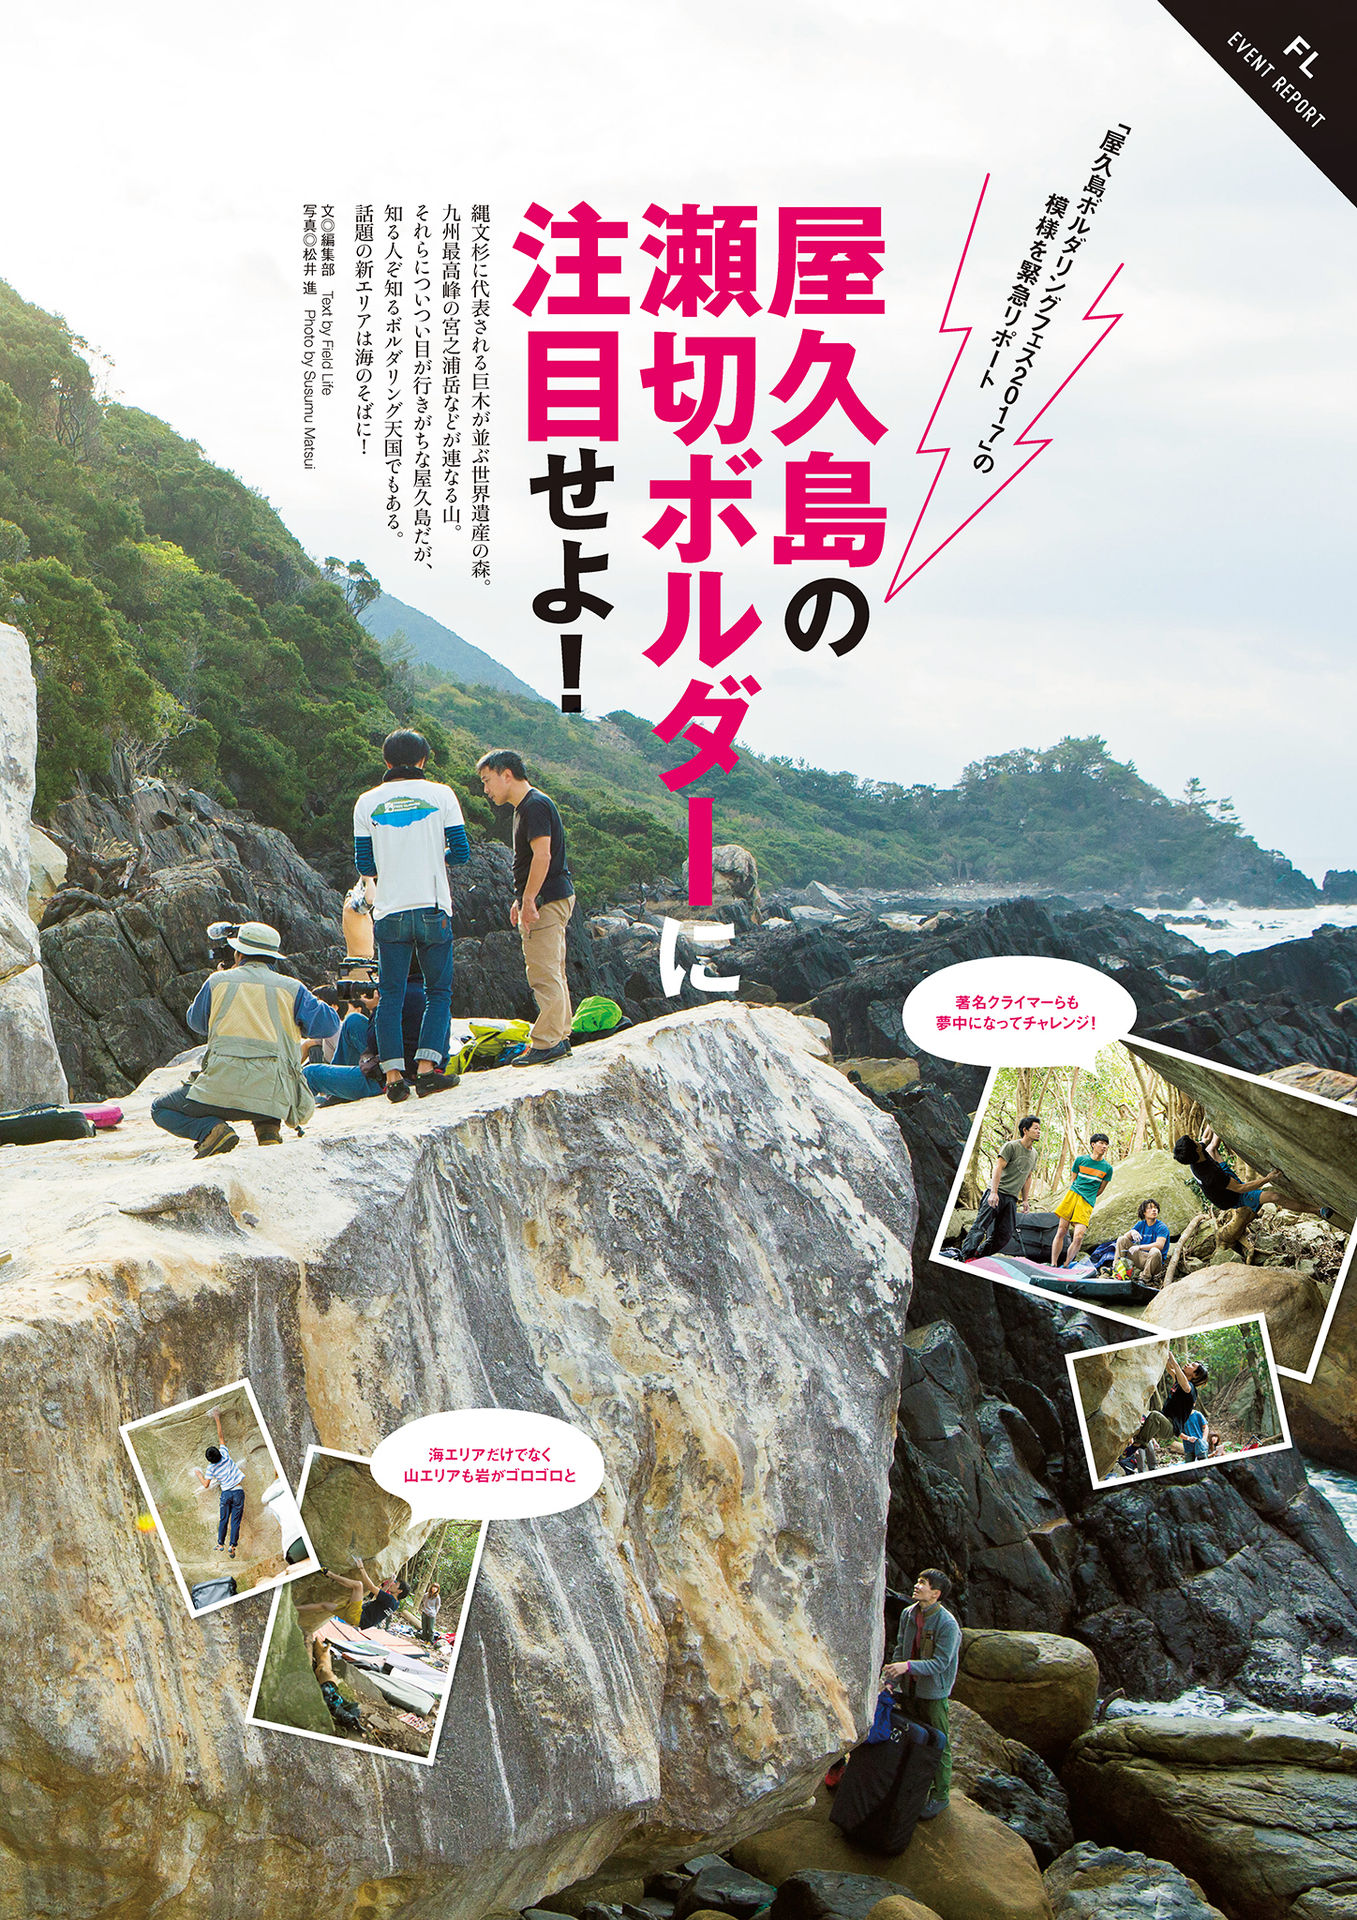 FL
EVENT REPORT
「屋久島ボルダリングフェス2017」の
模様を緊急リポート
屋久島の
瀬切ボルダーに
注目せよ！
縄文杉に代表される巨木が並ぶ世界遺産の森。
九州最高峰の宮之浦岳などが連なる山。
それらについつい目が行きがちな屋久島だが、
知る人ぞ知るボルダリング天国でもある。
話題の新エリアは海のそばに！
文◎編集部 Text by Field Life
写真◎松井 進 Photo by Susumu Matsui
著名クライマーらも
夢中になってチャレンジ！
海エリアだけでなく
山エリアも岩がゴロゴロと